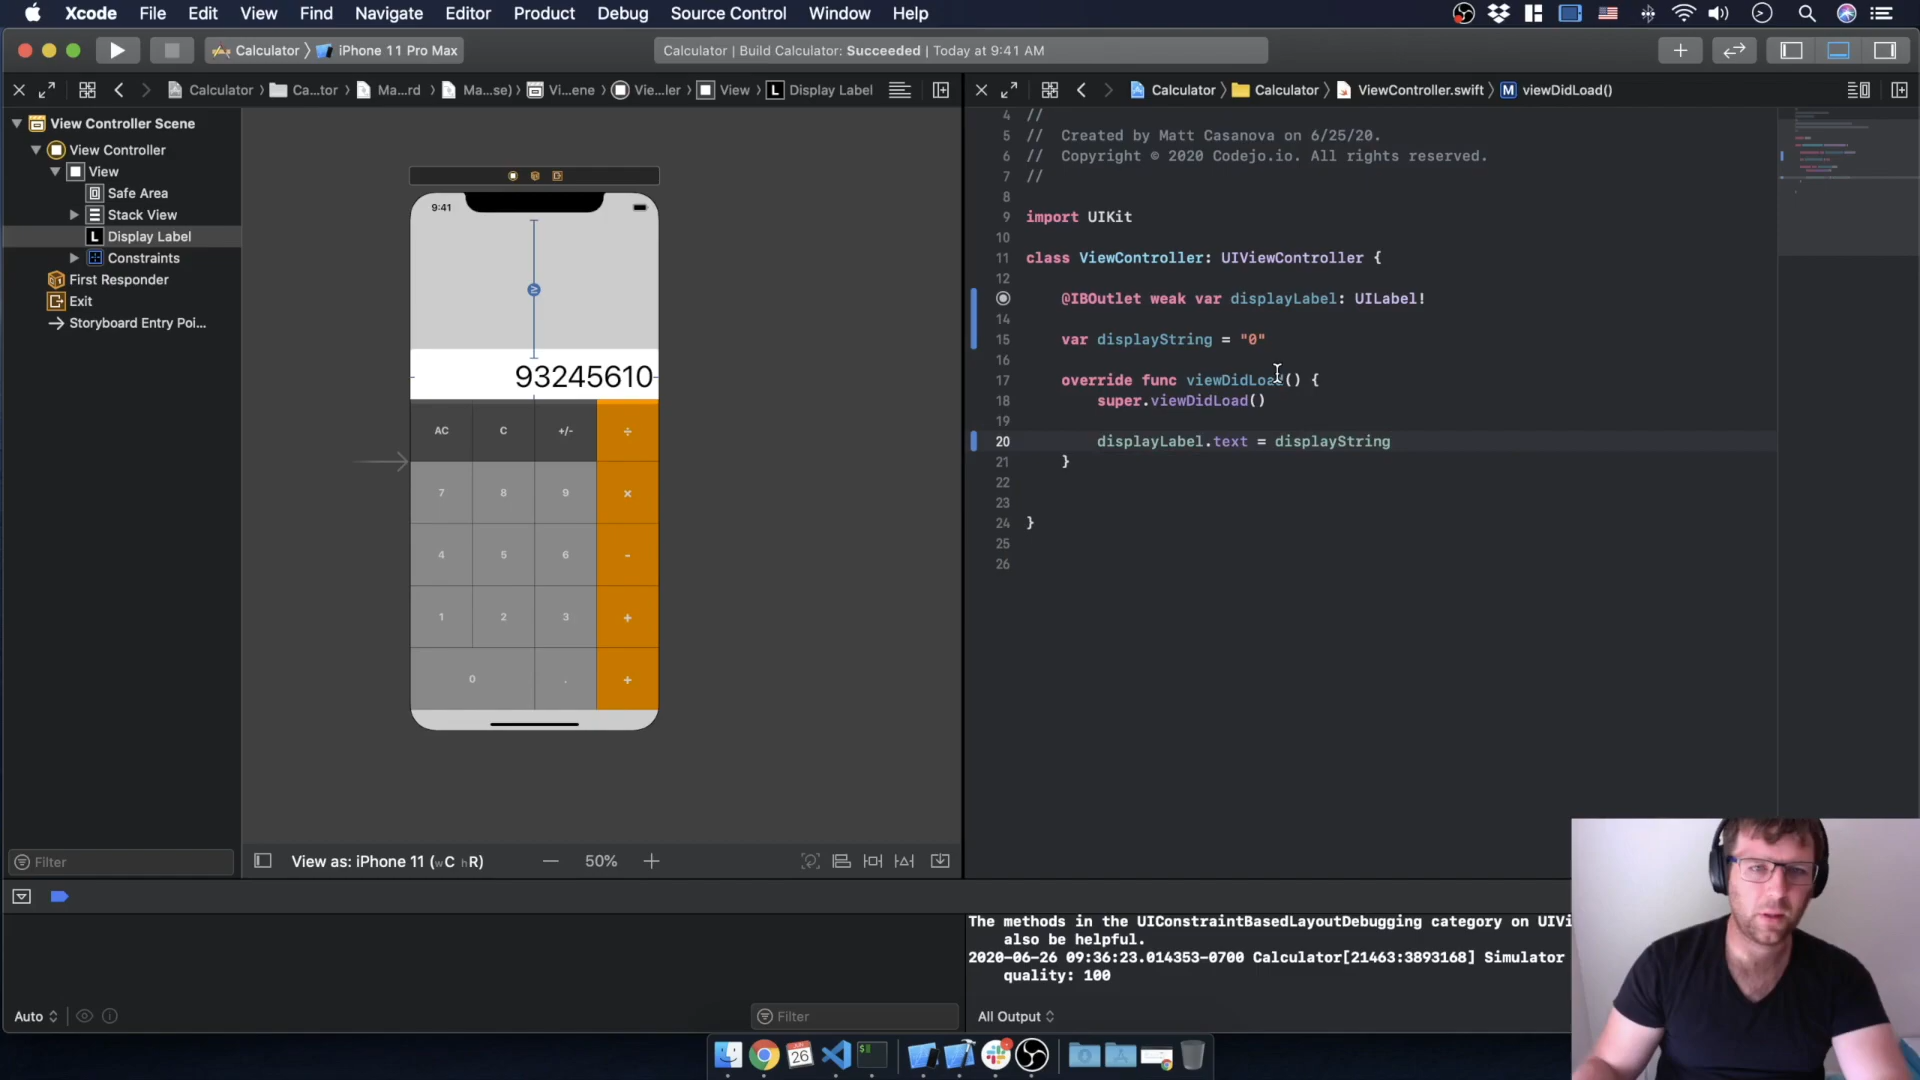 Xcode File Edit View Find Navigate Editor Product Debug Source Control Window Help
Calculator iPhone 11 Pro Max
Calculator | Build Calculator: Succeeded | Today at 9:41 AM
Calculator Ca...tor Ma...rd Ma...se) Vi...ene Vie...ler View L Display Label
Calculator Calculator ViewController.swift M viewDidLoad()
View Controller Scene
View Controller
View
Safe Area
Stack View
L Display Label
Constraints
First Responder
Exit
Storyboard Entry Poi...
9:41
93245610
AC C +/- ÷
7 8 9 ×
4 5 6 -
1 2 3 +
0 . +
4 //
5 // Created by Matt Casanova on 6/25/20.
6 // Copyright © 2020 Codejo.io. All rights reserved.
7 //
8
9 import UIKit
10
11 class ViewController: UIViewController {
12
@IBOutlet weak var displayLabel: UILabel!
14
15 var displayString = "0"
16
17 override func viewDidLoad() {
18 super.viewDidLoad()
19
20 displayLabel.text = displayString
21 }
22
23
24 }
25
26
Filter
View as: iPhone 11 (wC hR) — 50% +
The methods in the UIConstraintBasedLayoutDebugging category on UIVi
also be helpful.
2020-06-26 09:36:23.014353-0700 Calculator[21463:3893168] Simulator
quality: 100
Auto
Filter
All Output
JUN
26
$